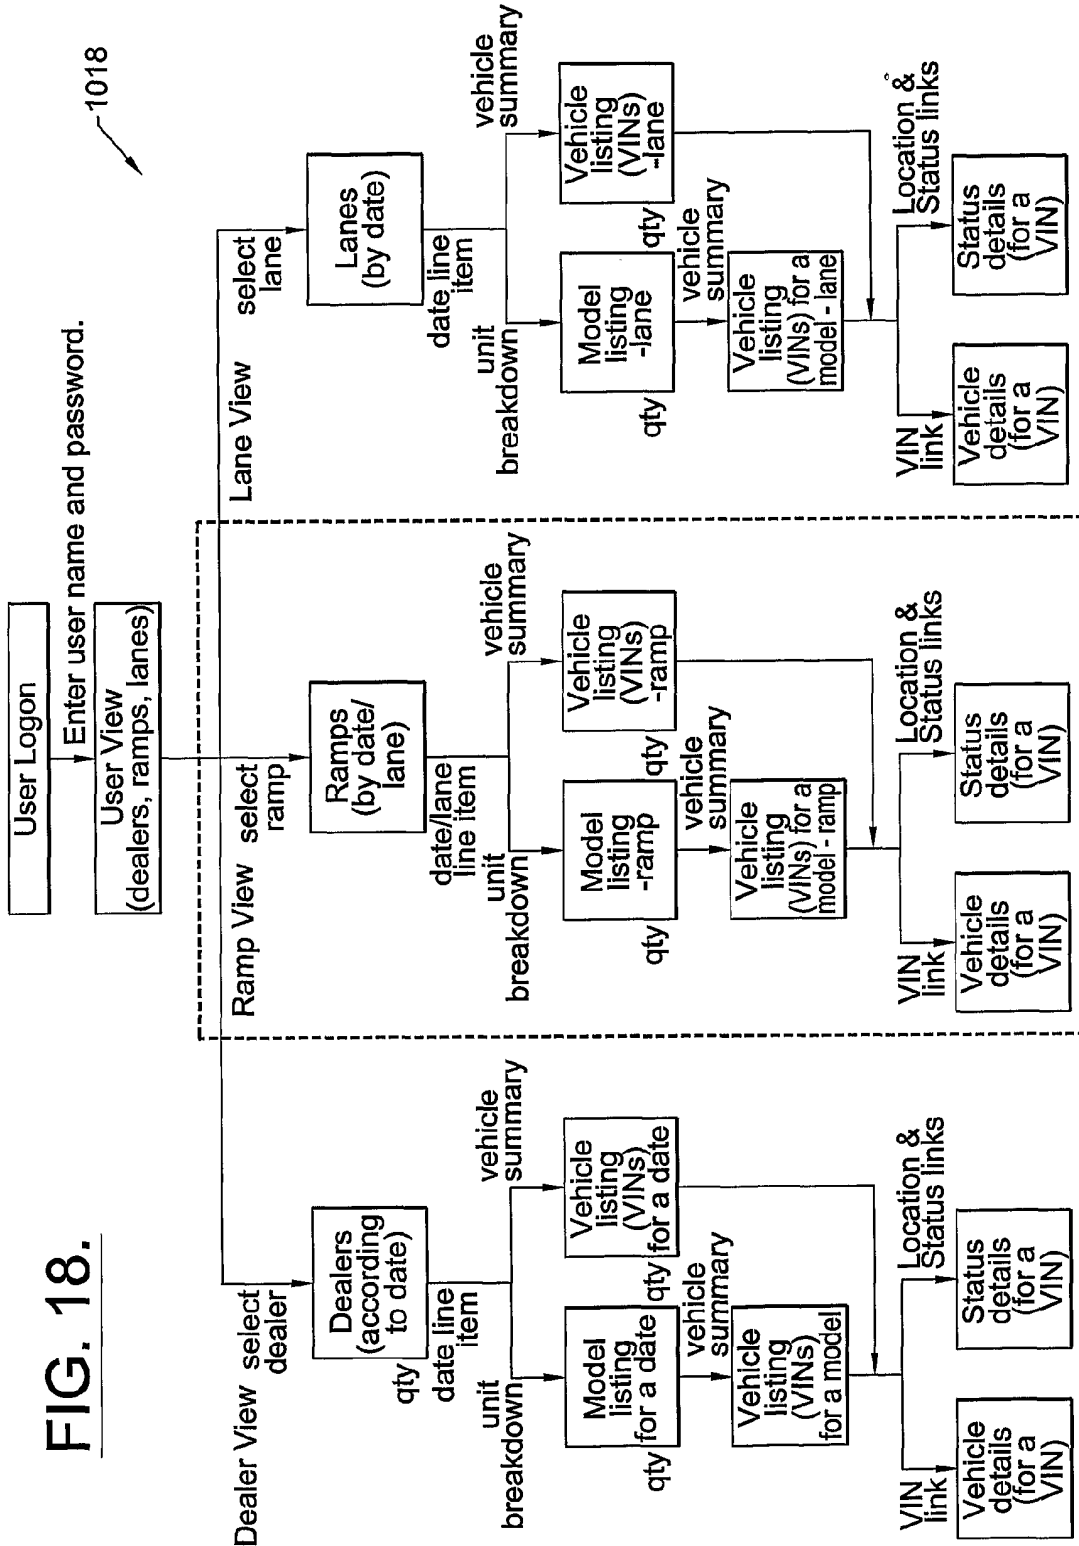 FIG. 18.
1018
User Logon
Enter user name and password.
User View
(dealers, ramps, lanes)
Dealer View
select
dealer
Dealers
(according
to date)
qty
date line
item
unit
breakdown
vehicle
summary
Model
listing
for a date
qty
Vehicle
listing
(VINs)
for a date
qty
vehicle
summary
Vehicle
listing
(VINs)
for a model
VIN
link
Location &
Status links
Vehicle
details
(for a
VIN)
Status
details
(for a
VIN)
Ramp View
select
ramp
Ramps
(by date/
lane)
date/lane
line item
unit
breakdown
vehicle
summary
Model
listing
-ramp
qty
Vehicle
listing
(VINs)
-ramp
qty
vehicle
summary
Vehicle
listing
(VINs) for a
model - ramp
VIN
link
Location &
Status links
Vehicle
details
(for a
VIN)
Status
details
(for a
VIN)
Lane View
select
lane
Lanes
(by date)
date line
item
unit
breakdown
vehicle
summary
Model
listing
-lane
qty
Vehicle
listing
(VINs)
-lane
qty
vehicle
summary
Vehicle
listing
(VINs) for a
model - lane
VIN
link
Location &
Status links
Vehicle
details
(for a
VIN)
Status
details
(for a
VIN)